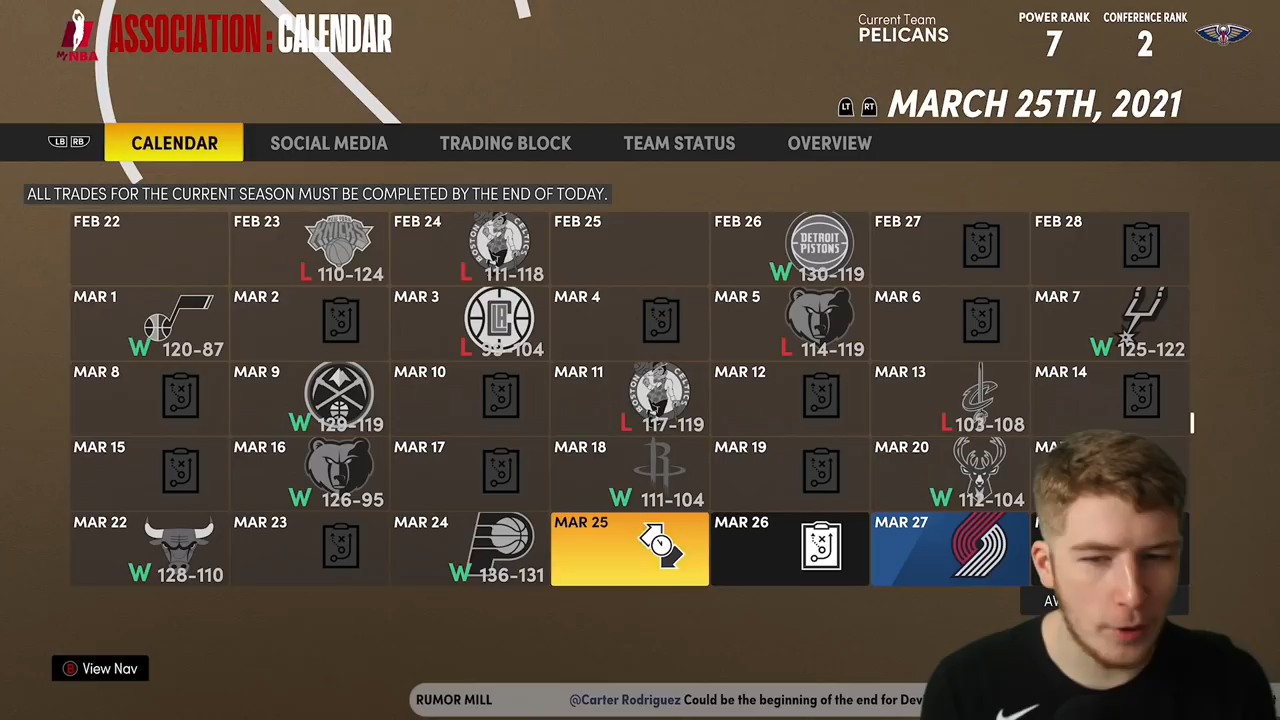 My NBA
ASSOCIATION : CALENDAR
Current Team
PELICANS
POWER RANK
7
CONFERENCE RANK
2
LT RT MARCH 25TH, 2021
LB RB CALENDAR SOCIAL MEDIA TRADING BLOCK TEAM STATUS OVERVIEW
ALL TRADES FOR THE CURRENT SEASON MUST BE COMPLETED BY THE END OF TODAY.
FEB 22 FEB 23 FEB 24 FEB 25 FEB 26 FEB 27 FEB 28
KNICKS BOSTON CELTICS DETROIT PISTONS
L 110-124 L 111-118 W 130-119
MAR 1 MAR 2 MAR 3 MAR 4 MAR 5 MAR 6 MAR 7
W 120-87 L 104 L 114-119 W 125-122
MAR 8 MAR 9 MAR 10 MAR 11 MAR 12 MAR 13 MAR 14
W 129-119 L 117-119 L 103-108
MAR 15 MAR 16 MAR 17 MAR 18 MAR 19 MAR 20
W 126-95 W 111-104 W 112-104
MAR 22 MAR 23 MAR 24 MAR 25 MAR 26 MAR 27
W 128-110 W 136-131
B View Nav
RUMOR MILL @Carter Rodriguez Could be the beginning of the end for